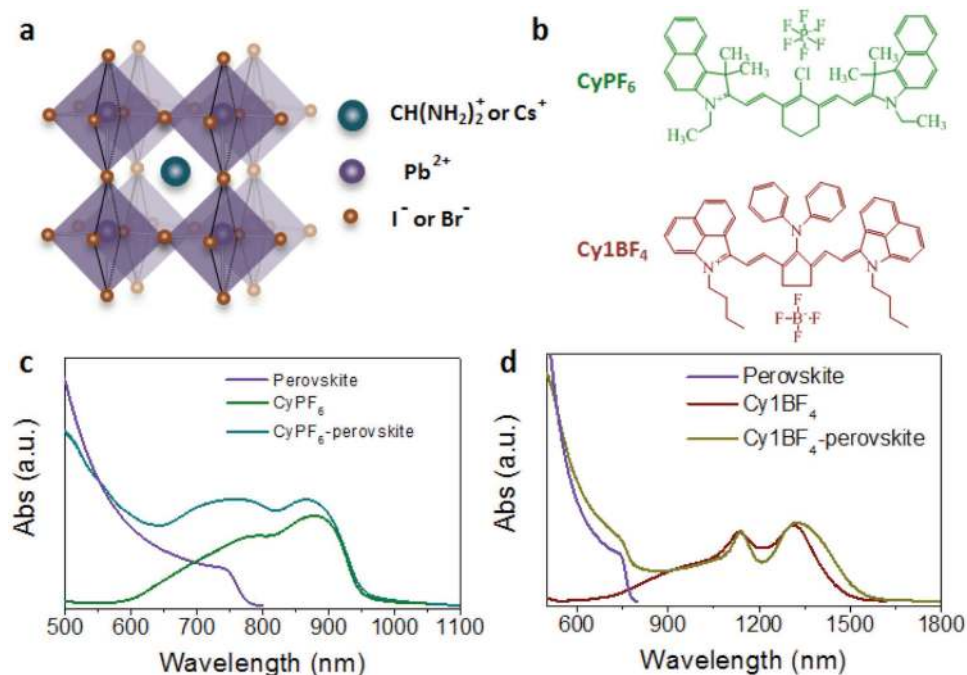 a
CH(NH₂)₂⁺ or Cs⁺
Pb²⁺
I⁻ or Br⁻
b
CyPF₆
F
F P F
F F
F
CH₃ Cl
CH₃ H₃C
N⁺ N
H₃C CH₃
Cy1BF₄
N
N⁺ N
F
F B⁻ F
F
c
Perovskite
CyPF₆
CyPF₆-perovskite
Abs (a.u.)
500 600 700 800 900 1000 1100
Wavelength (nm)
d
Perovskite
Cy1BF₄
Cy1BF₄-perovskite
Abs (a.u.)
600 900 1200 1500 1800
Wavelength (nm)